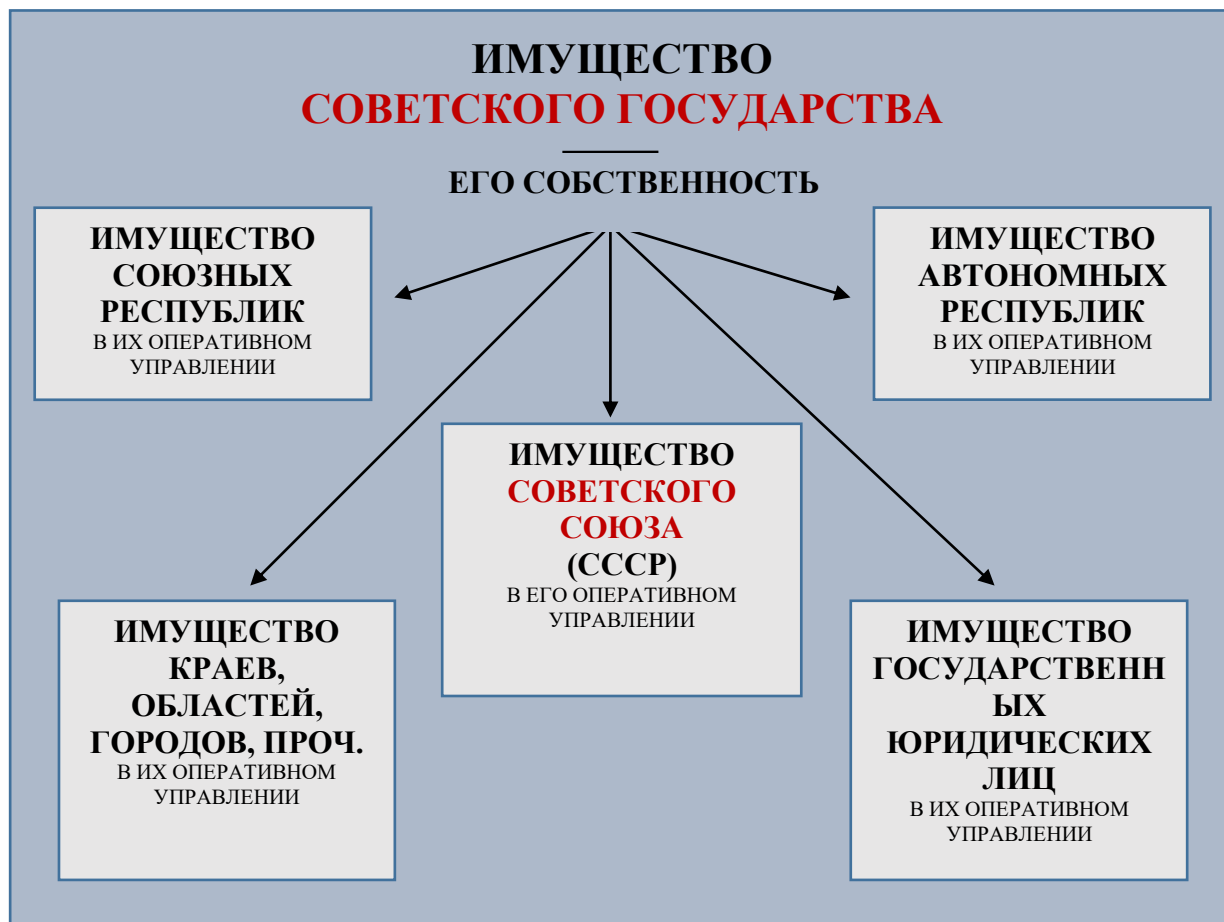 ИМУЩЕСТВО
СОВЕТСКОГО ГОСУДАРСТВА
ЕГО СОБСТВЕННОСТЬ
ИМУЩЕСТВО
СОЮЗНЫХ
РЕСПУБЛИК
В ИХ ОПЕРАТИВНОМ
УПРАВЛЕНИИ
ИМУЩЕСТВО
АВТОНОМНЫХ
РЕСПУБЛИК
В ИХ ОПЕРАТИВНОМ
УПРАВЛЕНИИ
ИМУЩЕСТВО
СОВЕТСКОГО
СОЮЗА
(СССР)
В ЕГО ОПЕРАТИВНОМ
УПРАВЛЕНИИ
ИМУЩЕСТВО
КРАЕВ,
ОБЛАСТЕЙ,
ГОРОДОВ, ПРОЧ.
В ИХ ОПЕРАТИВНОМ
УПРАВЛЕНИИ
ИМУЩЕСТВО
ГОСУДАРСТВЕНН
ЫХ
ЮРИДИЧЕСКИХ
ЛИЦ
В ИХ ОПЕРАТИВНОМ
УПРАВЛЕНИИ